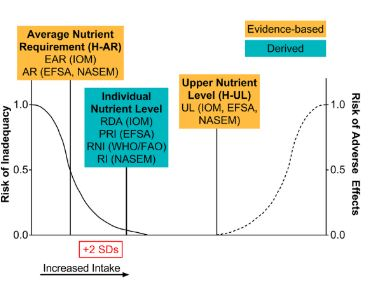 Average Nutrient
Requirement (H-AR)
EAR (IOM)
AR (EFSA, NASEM)
Evidence-based
Derived
Individual
Nutrient Level
RDA (IOM)
PRI (EFSA)
RNI (WHO/FAO)
RI (NASEM)
Upper Nutrient
Level (H-UL)
UL (IOM, EFSA,
NASEM)
Risk of Inadequacy
1.0
0.5
0.0
1.0
0.5
0.0
Risk of Adverse Effects
+2 SDs
Increased Intake